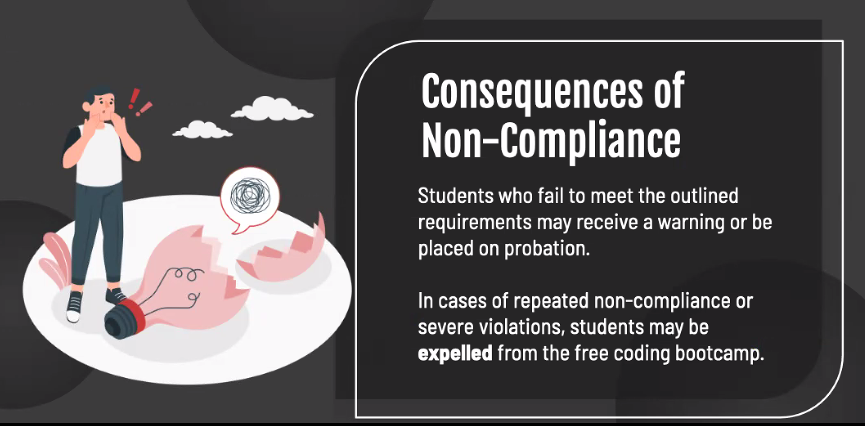 Consequences of
Non-Compliance
Students who fail to meet the outlined
requirements may receive a warning or be
placed on probation.
In cases of repeated non-compliance or
severe violations, students may be
expelled from the free coding bootcamp.